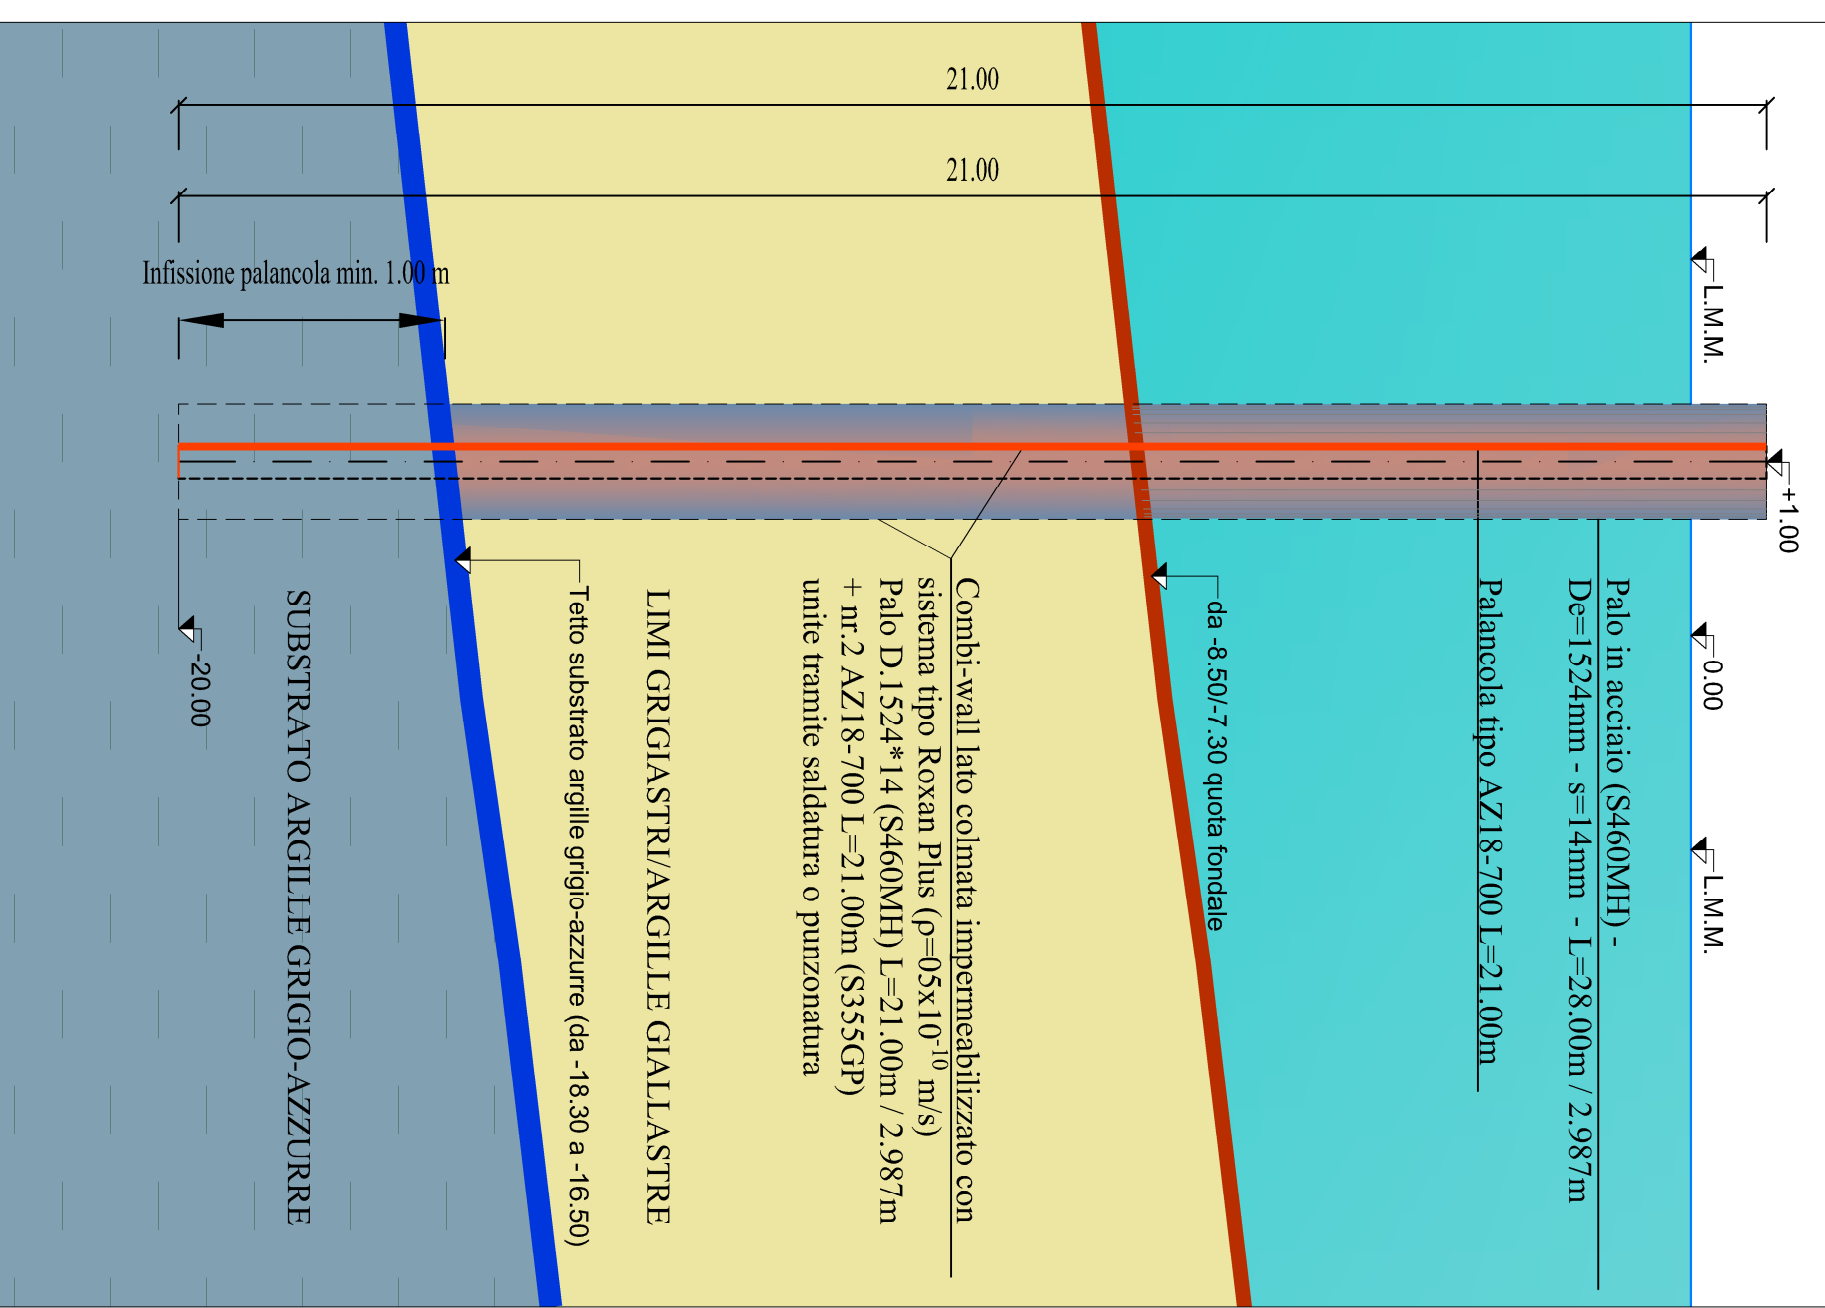 21.00
21.00
Infissione palancola min. 1.00 m
L.M.M.
+1.00
0.00
L.M.M.
Palo in acciaio (S460MH) -
De=1524mm - s=14mm - L=28.00m / 2.987m
Palancola tipo AZ18-700 L=21.00m
da -8.50/-7.30 quota fondale
Combi-wall lato colmata impermeabilizzato con
sistema tipo Roxan Plus (ρ=05x10⁻¹⁰ m/s)
Palo D.1524*14 (S460MH) L=21.00m / 2.987m
+ nr.2 AZ18-700 L=21.00m (S355GP)
unite tramite saldatura o punzonatura
LIMI GRIGIASTRI/ARGILLE GIALLASTRE
Tetto substrato argille grigio-azzurre (da -18.30 a -16.50)
SUBSTRATO ARGILLE GRIGIO-AZZURRE
-20.00